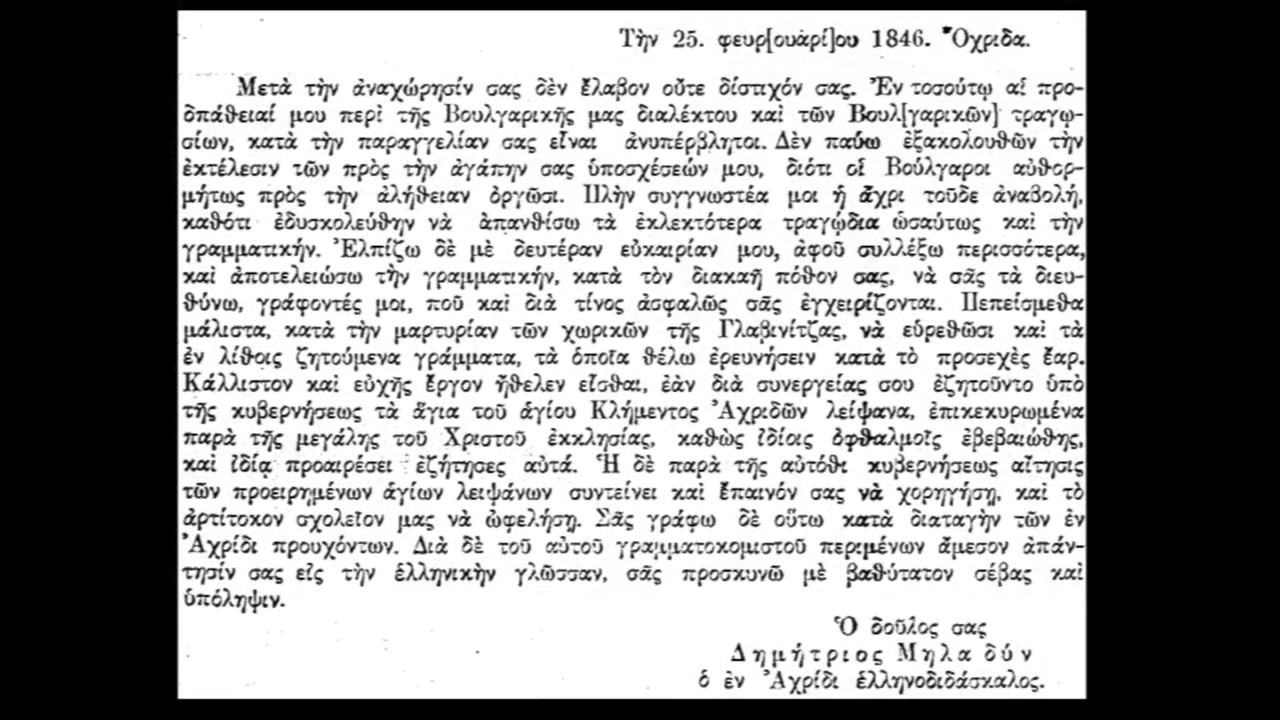 Τὴν 25. φευρ[ουαρί]ου 1846. Ὄχριδα.
Μετὰ τὴν ἀναχώρησίν σας δὲν ἔλαβον οὔτε δίστιχόν σας. Ἐν τοσούτῳ αἱ προ-
δπάθειαί μου περὶ τῆς Βουλγαρικῆς μας διαλέκτου καὶ τῶν Βουλ[γαρικῶν] τραγῳ-
σίων, κατὰ τὴν παραγγελίαν σας εἶναι ἀνυπέρβλητοι. Δὲν παύω ἐξακολουθῶν τὴν
ἐκτέλεσιν τῶν πρὸς τὴν ἀγάπην σας ὑποσχέσεών μου, διότι οἱ Βούλγαροι αὐθορ-
μήτως πρὸς τὴν ἀλήθειαν ὀργῶσι. Πλὴν συγγνωστέα μοι ἡ ἄχρι τοῦδε ἀναβολή,
καθότι ἐδυσκολεύθην νὰ ἀπανθίσω τὰ ἐκλεκτότερα τραγῴδια ὡσαύτως καὶ τὴν
γραμματικήν. Ἐλπίζω δὲ μὲ δευτέραν εὐκαιρίαν μου, ἀφοῦ συλλέξω περισσότερα,
καὶ ἀποτελειώσω τὴν γραμματικήν, κατὰ τὸν διακαῆ πόθον σας, νὰ σᾶς τὰ διευ-
θύνω, γράφοντές μοι, ποῦ καὶ διὰ τίνος ἀσφαλῶς σᾶς ἐγχειρίζονται. Πεπείσμεθα
μάλιστα, κατὰ τὴν μαρτυρίαν τῶν χωρικῶν τῆς Γλαβινίτζας, νὰ εὑρεθῶσι καὶ τὰ
ἐν λίθοις ζητούμενα γράμματα, τὰ ὁποῖα θέλω ἐρευνήσειν κατὰ τὸ προσεχὲς ἔαρ.
Κάλλιστον καὶ εὐχῆς ἔργον ἤθελεν εἶσθαι, ἐὰν διὰ συνεργείας σου ἐζητοῦντο ὑπὸ
τῆς κυβερνήσεως τὰ ἅγια τοῦ ἁγίου Κλήμεντος Ἀχριδῶν λείψανα, ἐπικεκυρωμένα
παρὰ τῆς μεγάλης τοῦ Χριστοῦ ἐκκλησίας, καθὼς ἰδίοις ὀφθαλμοῖς ἐβεβαιώθης,
καὶ ἰδίᾳ προαιρέσει ἐζήτησες αὐτά. Ἡ δὲ παρὰ τῆς αὐτόθι κυβερνήσεως αἴτησις
τῶν προειρημένων ἁγίων λειψάνων συντείνει καὶ ἔπαινόν σας νὰ χορηγήσῃ, καὶ τὸ
ἀρτίτοκον σχολεῖον μας νὰ ὠφελήσῃ. Σᾶς γράφω δὲ οὕτω κατὰ διαταγὴν τῶν ἐν
Ἀχρίδι προυχόντων. Διὰ δὲ τοῦ αὐτοῦ γραμματοκομιστοῦ περιμένων ἄμεσον ἀπάν-
τησίν σας εἰς τὴν ἑλληνικὴν γλῶσσαν, σᾶς προσκυνῶ μὲ βαθύτατον σέβας καὶ
ὑπόληψιν.
Ὁ δοῦλος σας
Δημήτριος Μηλαδύν
ὁ ἐν Ἀχρίδι ἑλληνοδιδάσκαλος.